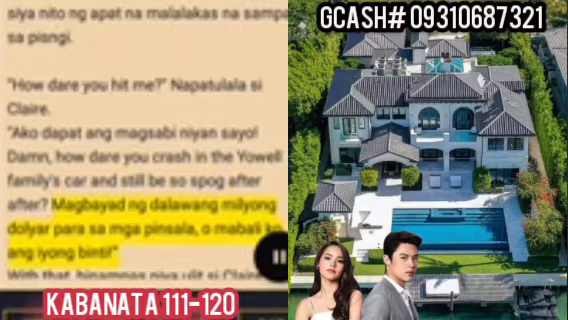 siya nito ng apat na malalakas na sampa
sa pisngi.
"How dare you hit me?" Napatulala si
Claire.
"Ako dapat ang magsabi niyan sayo!
Damn, how dare you crash in the Yowell
family's car and still be so spog after
after? Magbayad ng dalawang milyong
dolyar para sa mga pinsala, o mabali ko
ang iyong binti!"
With that, hinampas niya ulit si Claire
KABANATA 111-120
GCASH# 09310687321